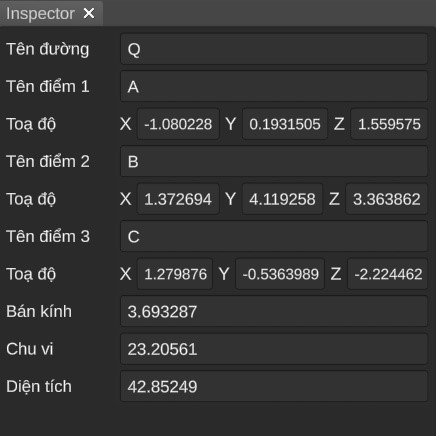 Inspector ✕
Tên đường Q
Tên điểm 1 A
Toạ độ X -1.080228 Y 0.1931505 Z 1.559575
Tên điểm 2 B
Toạ độ X 1.372694 Y 4.119258 Z 3.363862
Tên điểm 3 C
Toạ độ X 1.279876 Y -0.5363989 Z -2.224462
Bán kính 3.693287
Chu vi 23.20561
Diện tích 42.85249